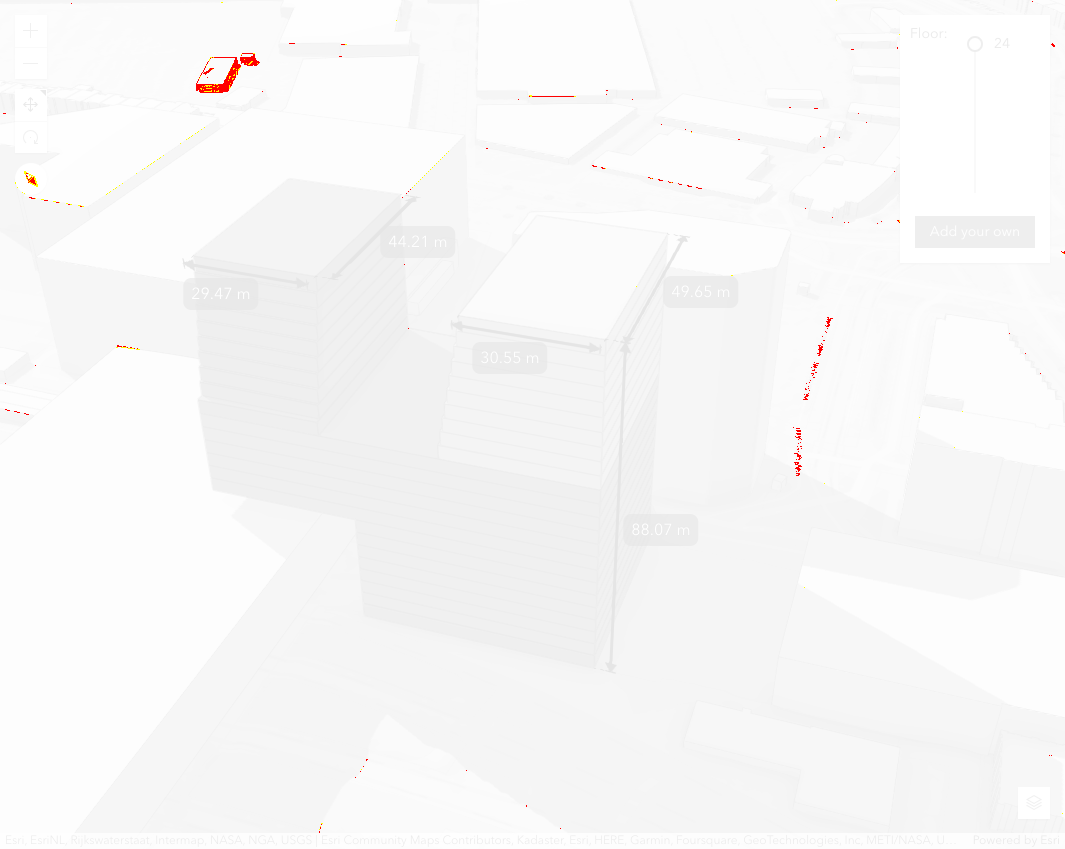 Floor:
24
Add your own
44.21 m
29.47 m
49.65 m
30.55 m
88.07 m
Esri, EsriNL, Rijkswaterstaat, Intermap, NASA, NGA, USGS | Esri Community Maps Contributors, Kadaster, Esri, HERE, Garmin, Foursquare, GeoTechnologies, Inc, METI/NASA, U...
Powered by Esri